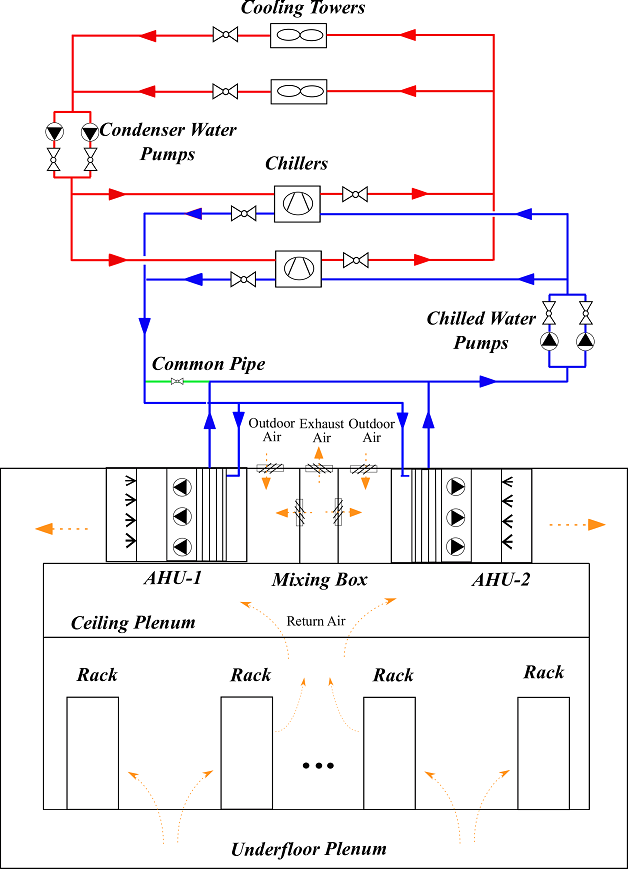 Cooling Towers
Condenser Water
Pumps
Chillers
Chilled Water
Pumps
Common Pipe
Outdoor
Air
Exhaust
Air
Outdoor
Air
AHU-1
Mixing Box
AHU-2
Ceiling Plenum
Return Air
Rack
Rack
Rack
Rack
Underfloor Plenum